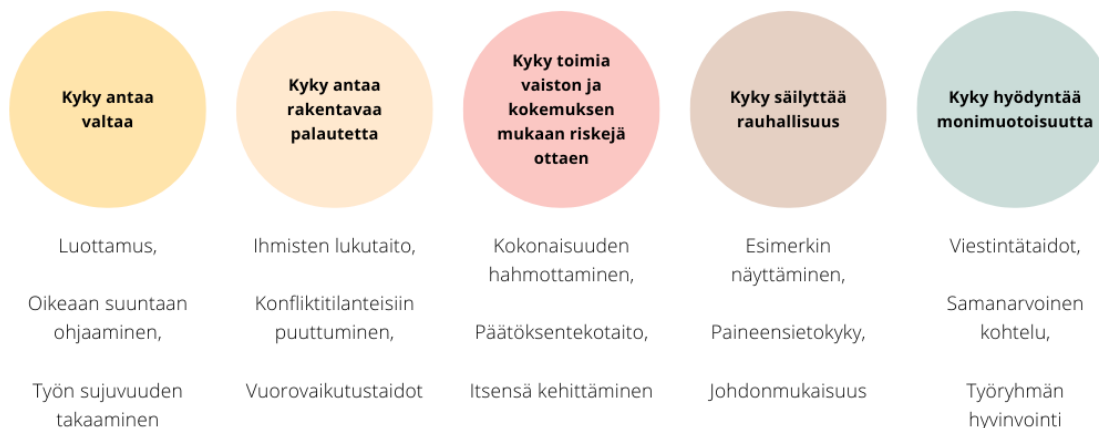 Kyky antaa
valtaa
Kyky antaa
rakentavaa
palautetta
Kyky toimia
vaiston ja
kokemuksen
mukaan riskejä
ottaen
Kyky säilyttää
rauhallisuus
Kyky hyödyntää
monimuotoisuutta
Luottamus,
Oikeaan suuntaan
ohjaaminen,
Työn sujuvuuden
takaaminen
Ihmisten lukutaito,
Konfliktitilanteisiin
puuttuminen,
Vuorovaikutustaidot
Kokonaisuuden
hahmottaminen,
Päätöksentekotaito,
Itsensä kehittäminen
Esimerkin
näyttäminen,
Paineensietokyky,
Johdonmukaisuus
Viestintätaidot,
Samanarvoinen
kohtelu,
Työryhmän
hyvinvointi